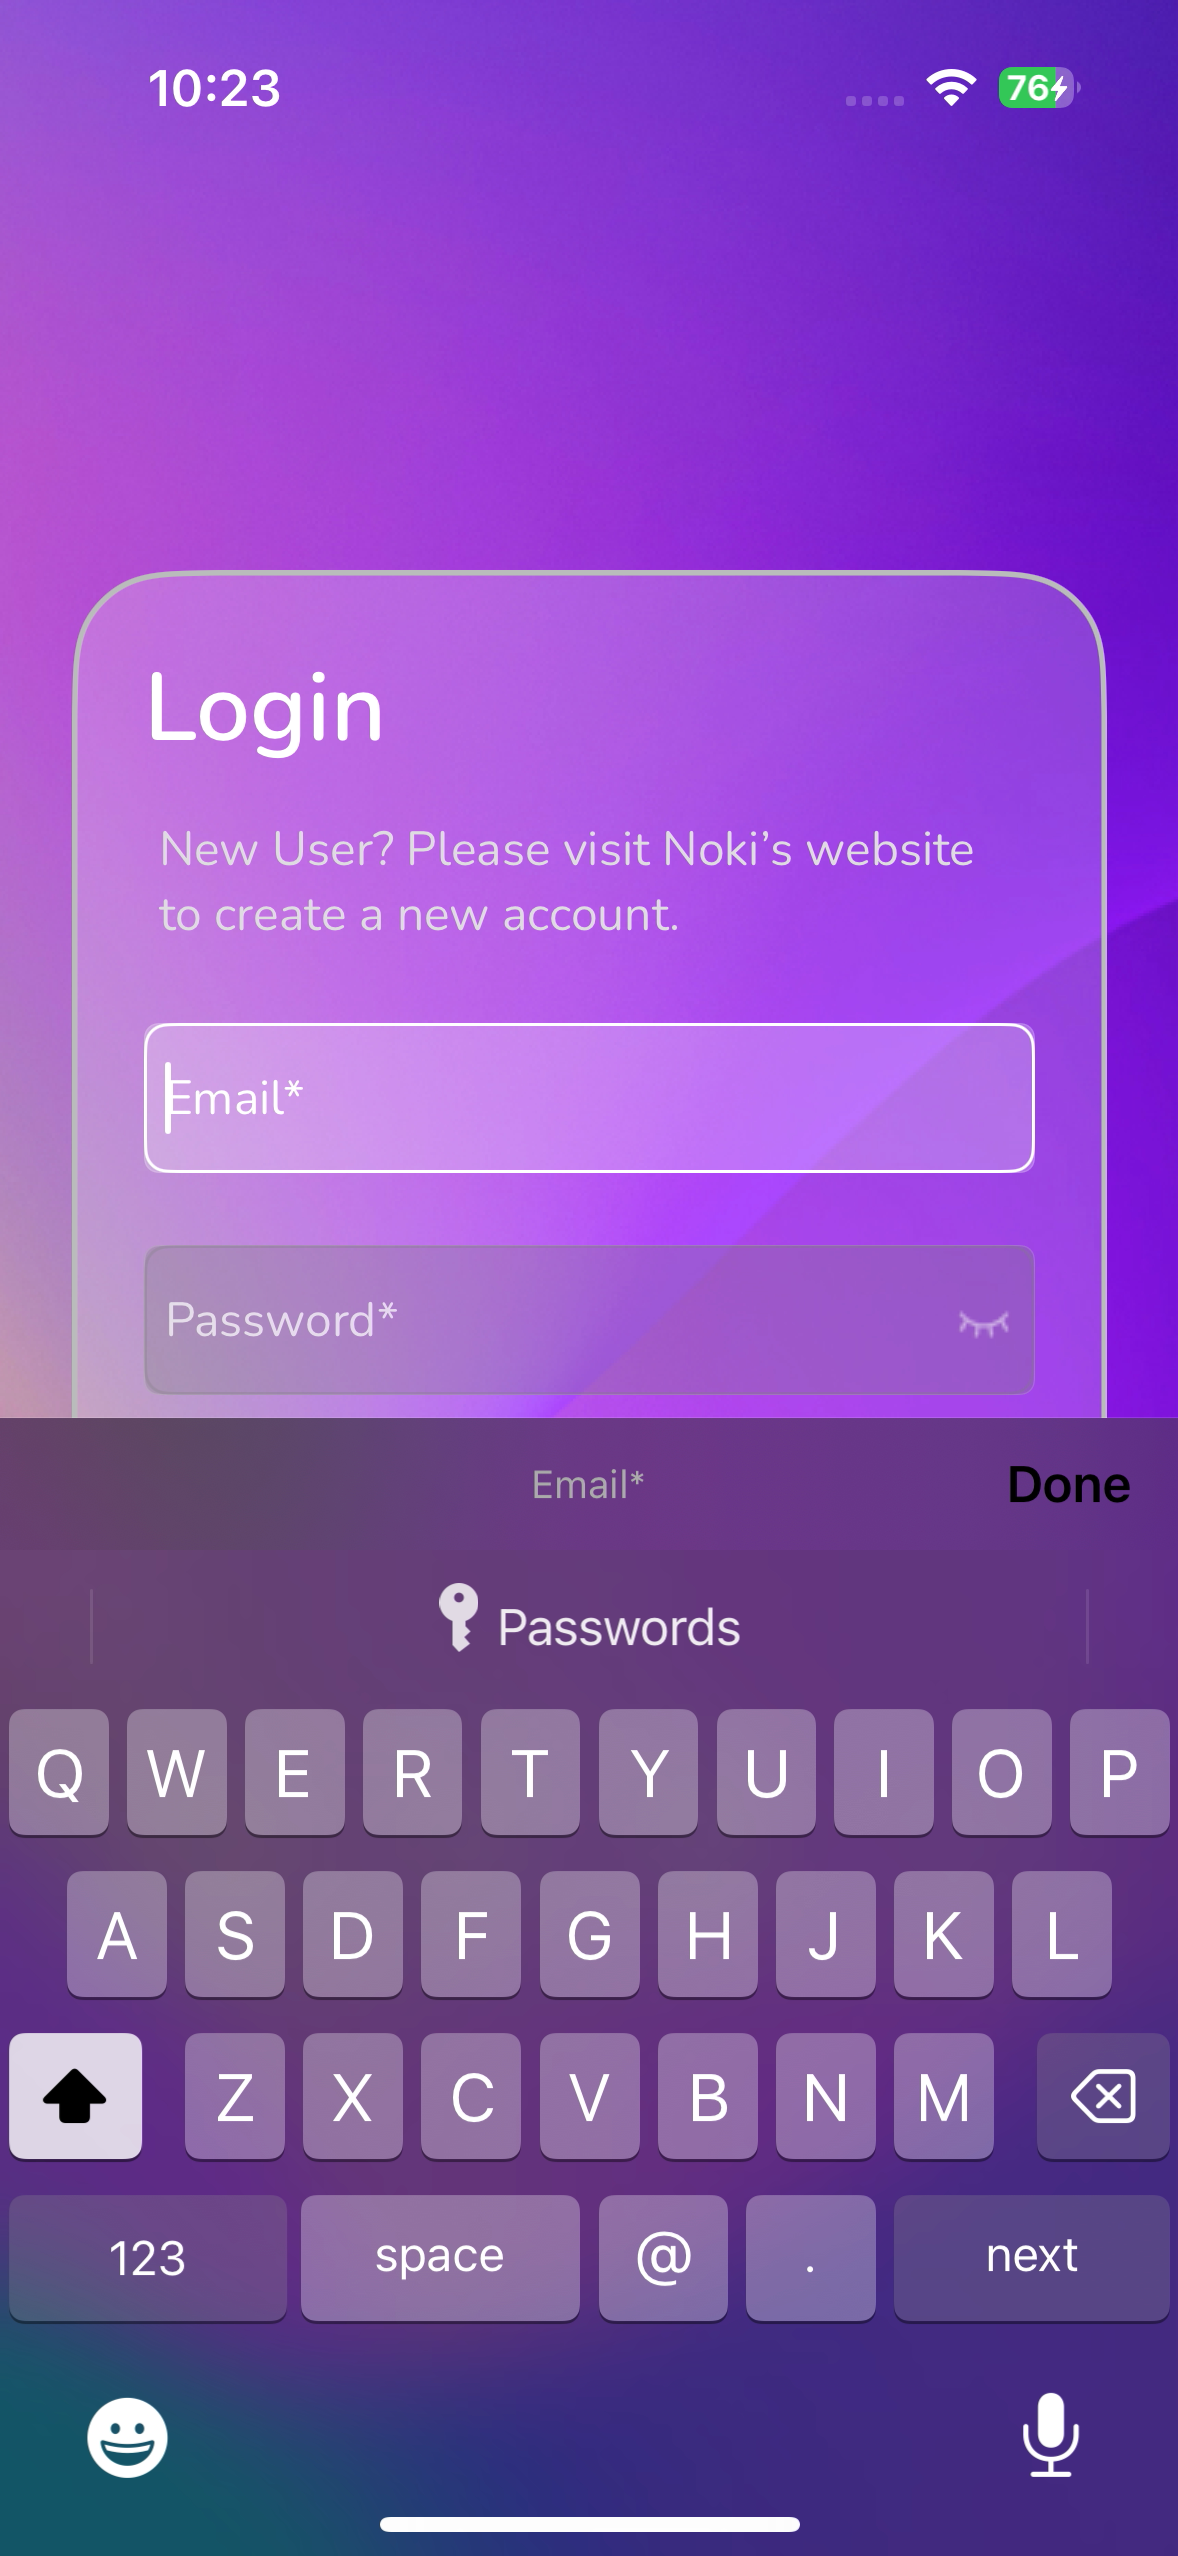 10:23
76
Login
New User? Please visit Noki’s website
to create a new account.
Email*
Password*
Email*
Done
Passwords
Q W E R T Y U I O P
A S D F G H J K L
Z X C V B N M
123 space @ . next